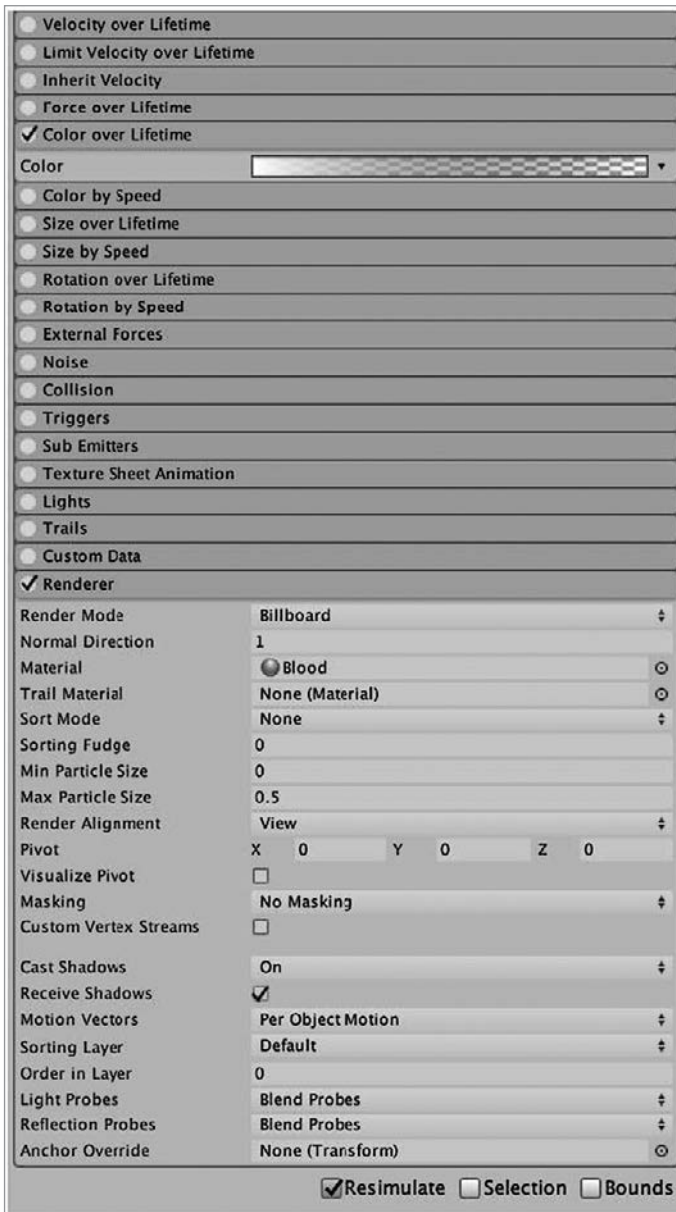 Velocity over Lifetime
Limit Velocity over Lifetime
Inherit Velocity
Force over Lifetime
Color over Lifetime
Color
Color by Speed
Size over Lifetime
Size by Speed
Rotation over Lifetime
Rotation by Speed
External Forces
Noise
Collision
Triggers
Sub Emitters
Texture Sheet Animation
Lights
Trails
Custom Data
Renderer
Render Mode Billboard
Normal Direction 1
Material Blood
Trail Material None (Material)
Sort Mode None
Sorting Fudge 0
Min Particle Size 0
Max Particle Size 0.5
Render Alignment View
Pivot X 0 Y 0 Z 0
Visualize Pivot
Masking No Masking
Custom Vertex Streams
Cast Shadows On
Receive Shadows
Motion Vectors Per Object Motion
Sorting Layer Default
Order in Layer 0
Light Probes Blend Probes
Reflection Probes Blend Probes
Anchor Override None (Transform)
Resimulate Selection Bounds